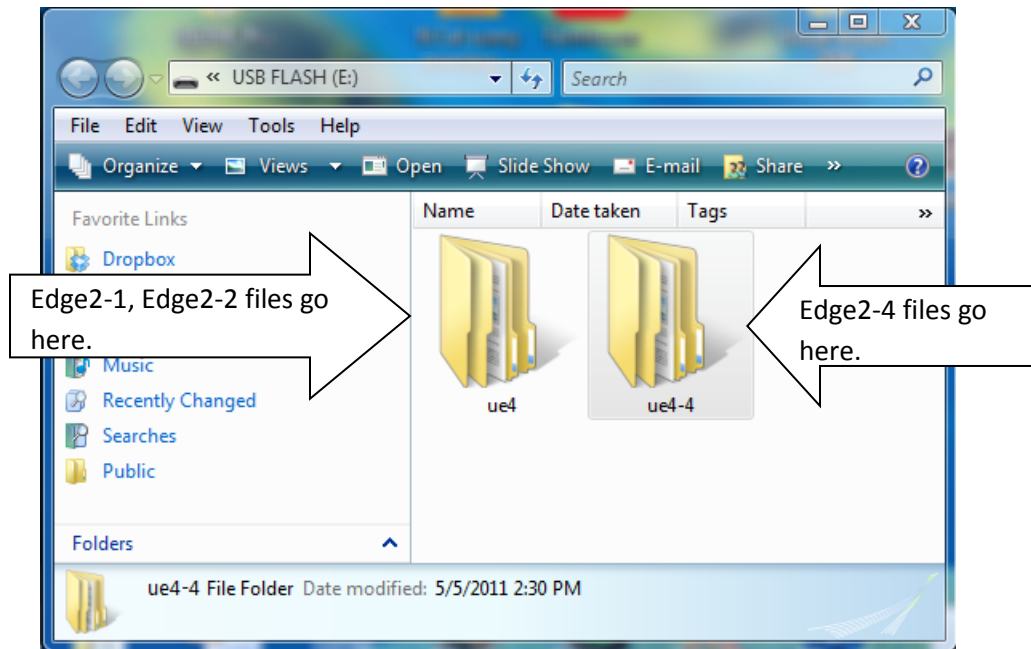 « USB FLASH (E:)
Search
File Edit View Tools Help
Organize Views Open Slide Show E-mail Share »
Favorite Links
Name Date taken Tags »
Dropbox
Edge2-1, Edge2-2 files go
here.
Edge2-4 files go
here.
Music
Recently Changed
Searches
Public
ue4
ue4-4
Folders
ue4-4 File Folder Date modified: 5/5/2011 2:30 PM